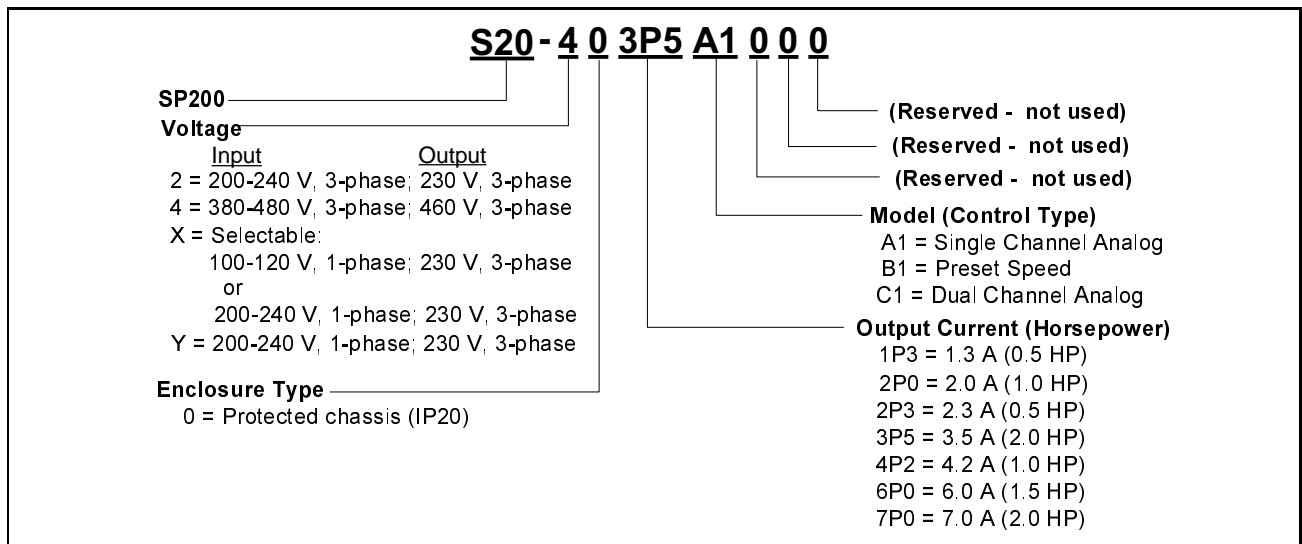 S20 - 4 0 3P5 A1 0 0 0
SP200
Voltage
Input Output
2 = 200-240 V, 3-phase; 230 V, 3-phase
4 = 380-480 V, 3-phase; 460 V, 3-phase
X = Selectable:
100-120 V, 1-phase; 230 V, 3-phase
or
200-240 V, 1-phase; 230 V, 3-phase
Y = 200-240 V, 1-phase; 230 V, 3-phase
Enclosure Type
0 = Protected chassis (IP20)
(Reserved - not used)
(Reserved - not used)
(Reserved - not used)
Model (Control Type)
A1 = Single Channel Analog
B1 = Preset Speed
C1 = Dual Channel Analog
Output Current (Horsepower)
1P3 = 1.3 A (0.5 HP)
2P0 = 2.0 A (1.0 HP)
2P3 = 2.3 A (0.5 HP)
3P5 = 3.5 A (2.0 HP)
4P2 = 4.2 A (1.0 HP)
6P0 = 6.0 A (1.5 HP)
7P0 = 7.0 A (2.0 HP)